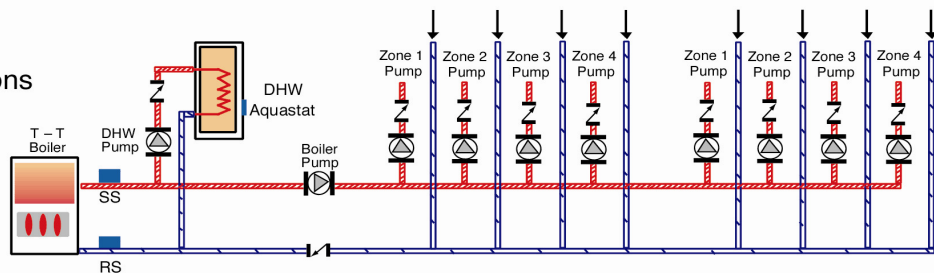 ons
Zone 1
Pump
Zone 2
Pump
Zone 3
Pump
Zone 4
Pump
Zone 1
Pump
Zone 2
Pump
Zone 3
Pump
Zone 4
Pump
DHW
Aquastat
T – T
Boiler
DHW
Pump
Boiler
Pump
SS
RS